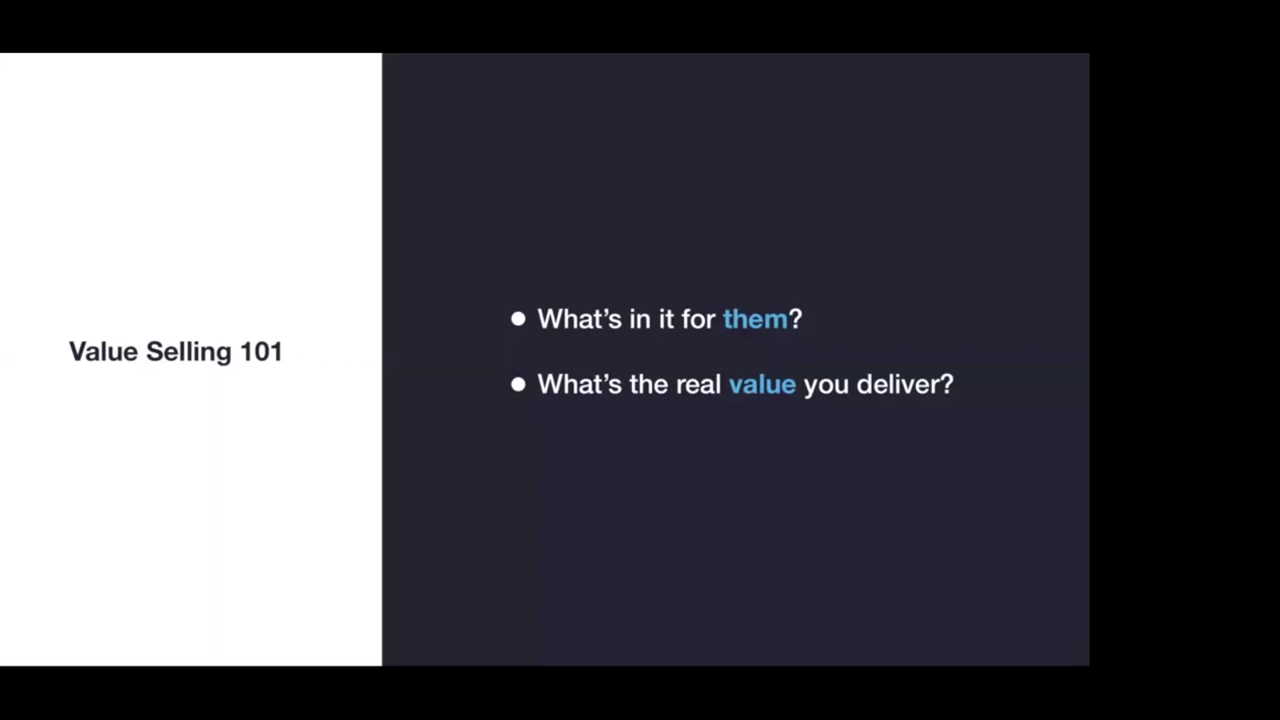 Value Selling 101
● What’s in it for them?
● What’s the real value you deliver?